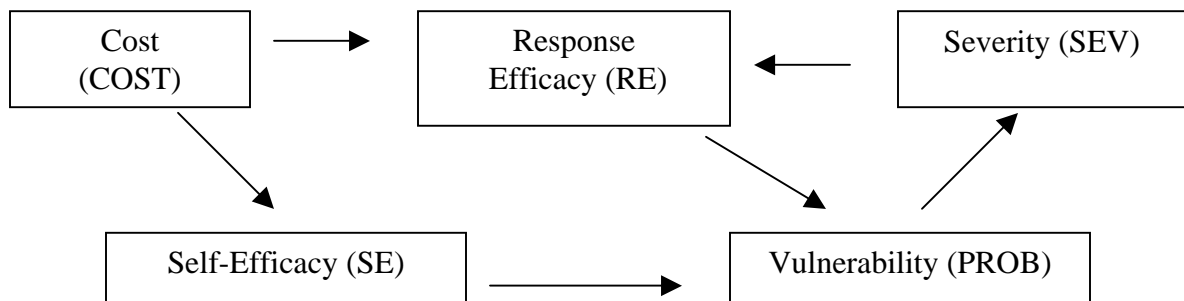 Cost
(COST)
Response
Efficacy (RE)
Severity (SEV)
Self-Efficacy (SE)
Vulnerability (PROB)